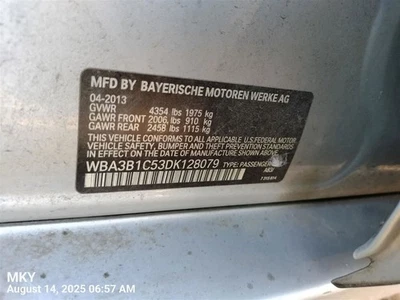 MFD BY BAYERISCHE MOTOREN WERKE AG
04-2013
GVWR 4354 lbs 1975 kg
GAWR FRONT 2006 lbs 910 kg
GAWR REAR 2458 lbs 1115 kg
THIS VEHICLE CONFORMS TO ALL APPLICABLE U.S. FEDERAL MOTOR
VEHICLE SAFETY, BUMPER AND THEFT PREVENTION STANDARDS IN
EFFECT ON THE DATE OF MANUFACTURE SHOWN ABOVE.
WBA3B1C53DK128079 TYPE: PASSENGER CAR
MKY
August 14, 2025 06:57 AM